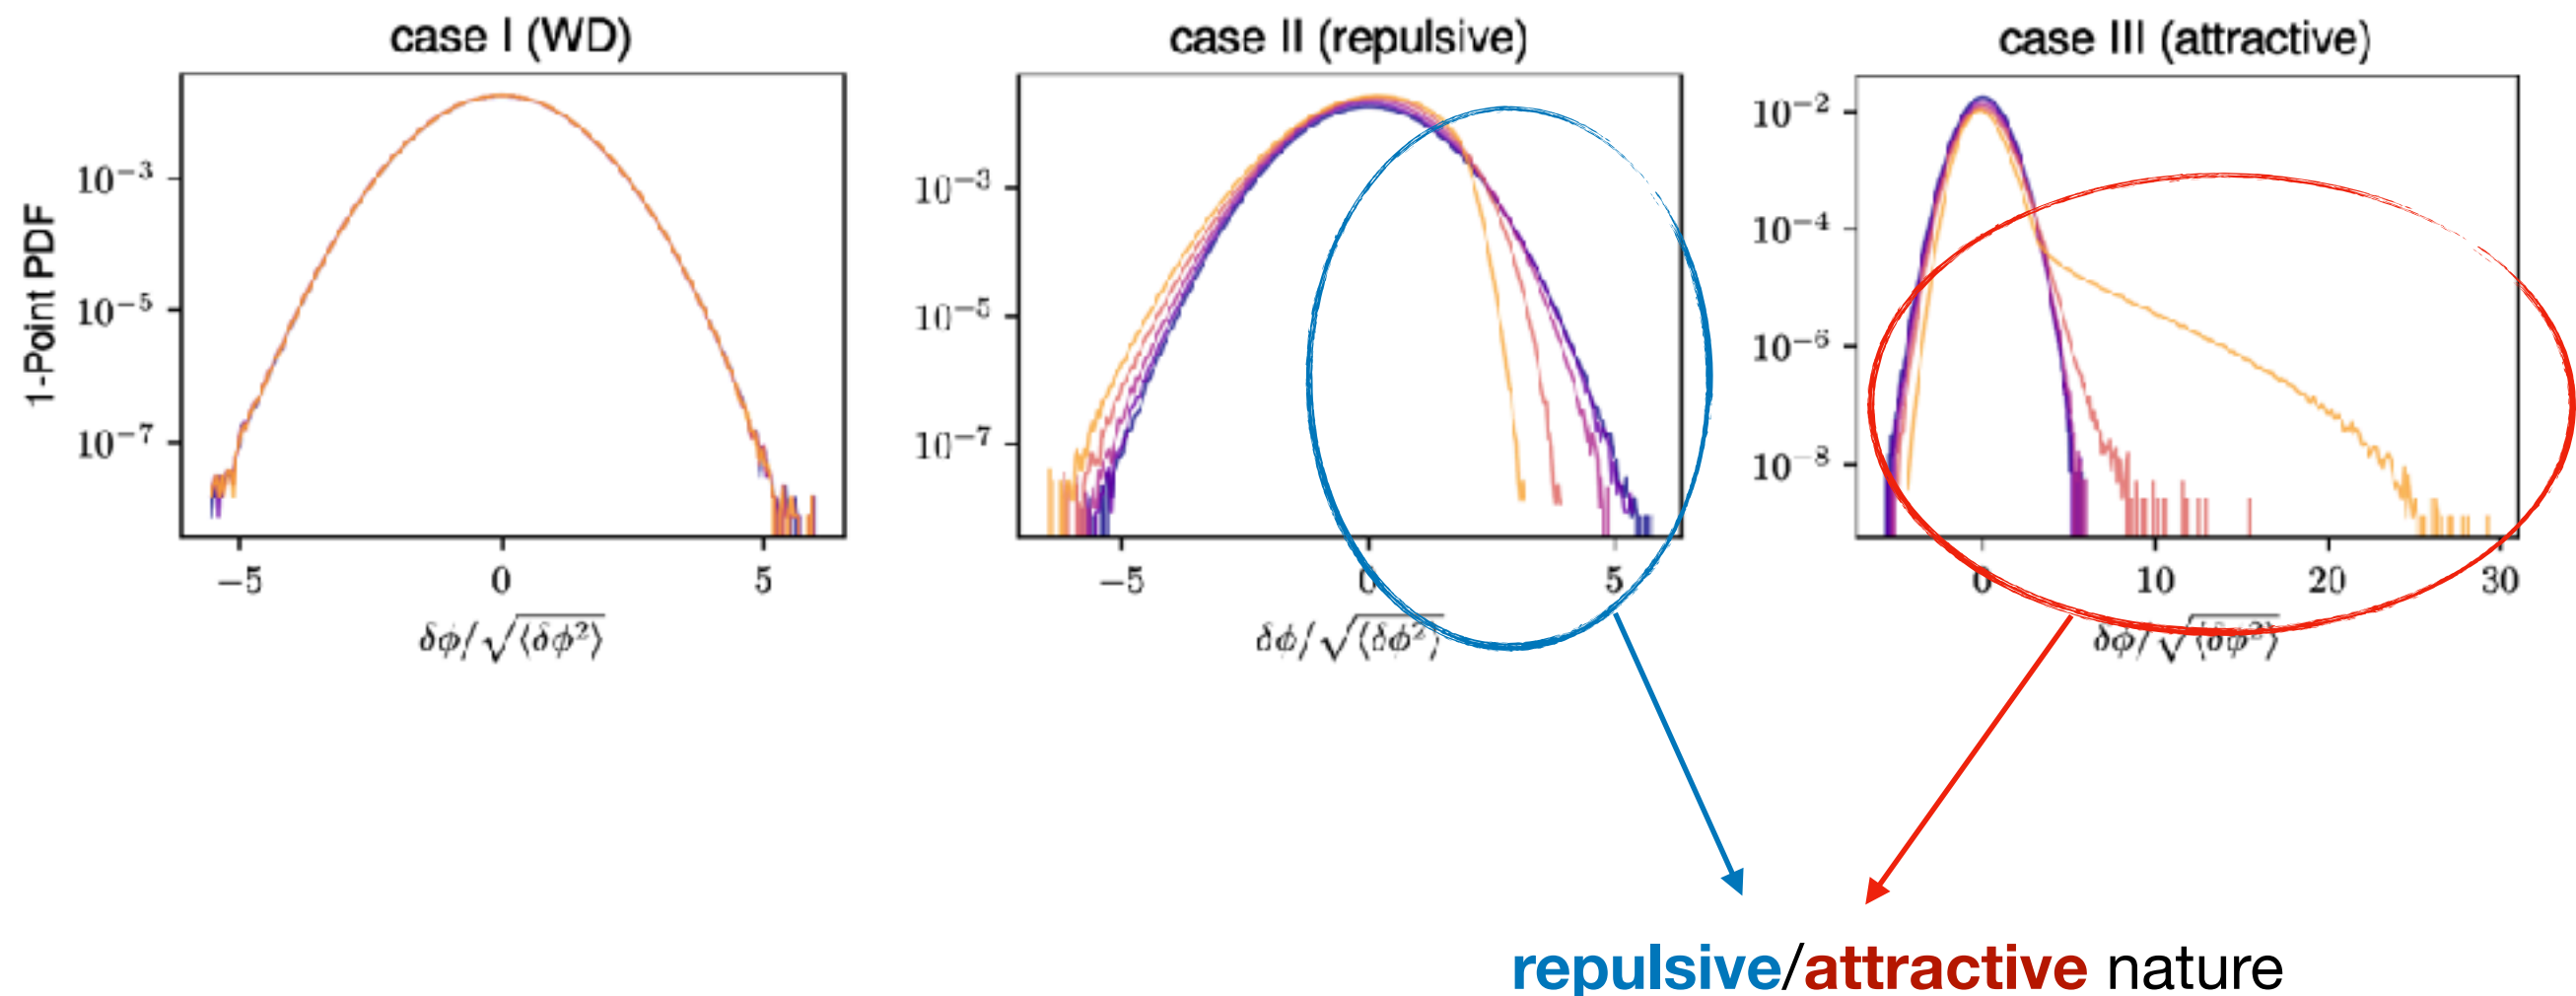 case I (WD)
case II (repulsive)
case III (attractive)
1-Point PDF
10⁻³
10⁻⁵
10⁻⁷
−5
0
5
δϕ/√⟨δϕ²⟩
10⁻³
10⁻⁵
10⁻⁷
−5
0
5
δϕ/√⟨δϕ²⟩
10⁻²
10⁻⁴
10⁻⁶
10⁻⁸
0
10
20
30
δϕ/√⟨δϕ²⟩
repulsive/attractive nature